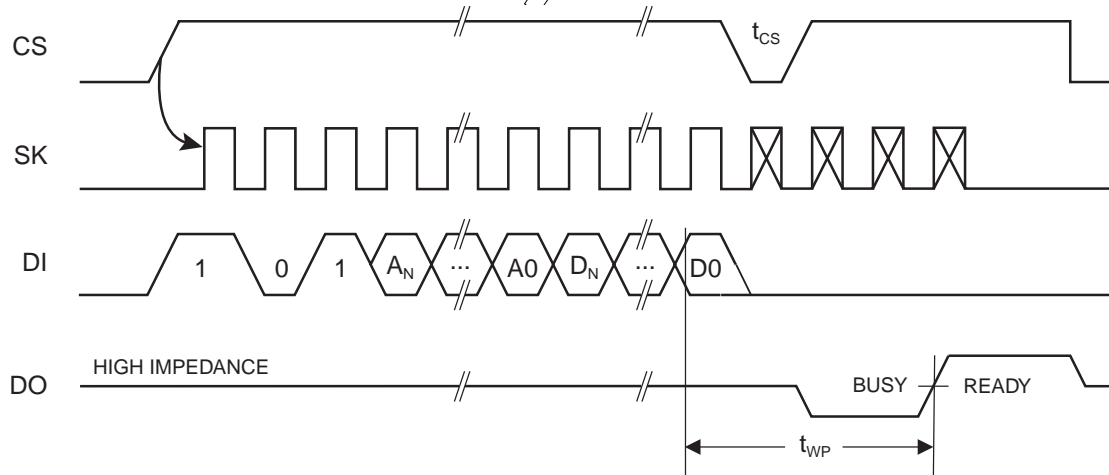 CS
t_CS
SK
DI
1 0 1 A_N ... A0 D_N ... D0
HIGH IMPEDANCE
DO
BUSY READY
t_WP